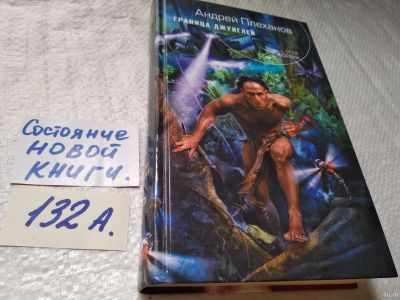 Андрей Плеханов
ГРАНИЦА ДЖУНГЛЕЙ
Состояние
новой
книги.
132 А.